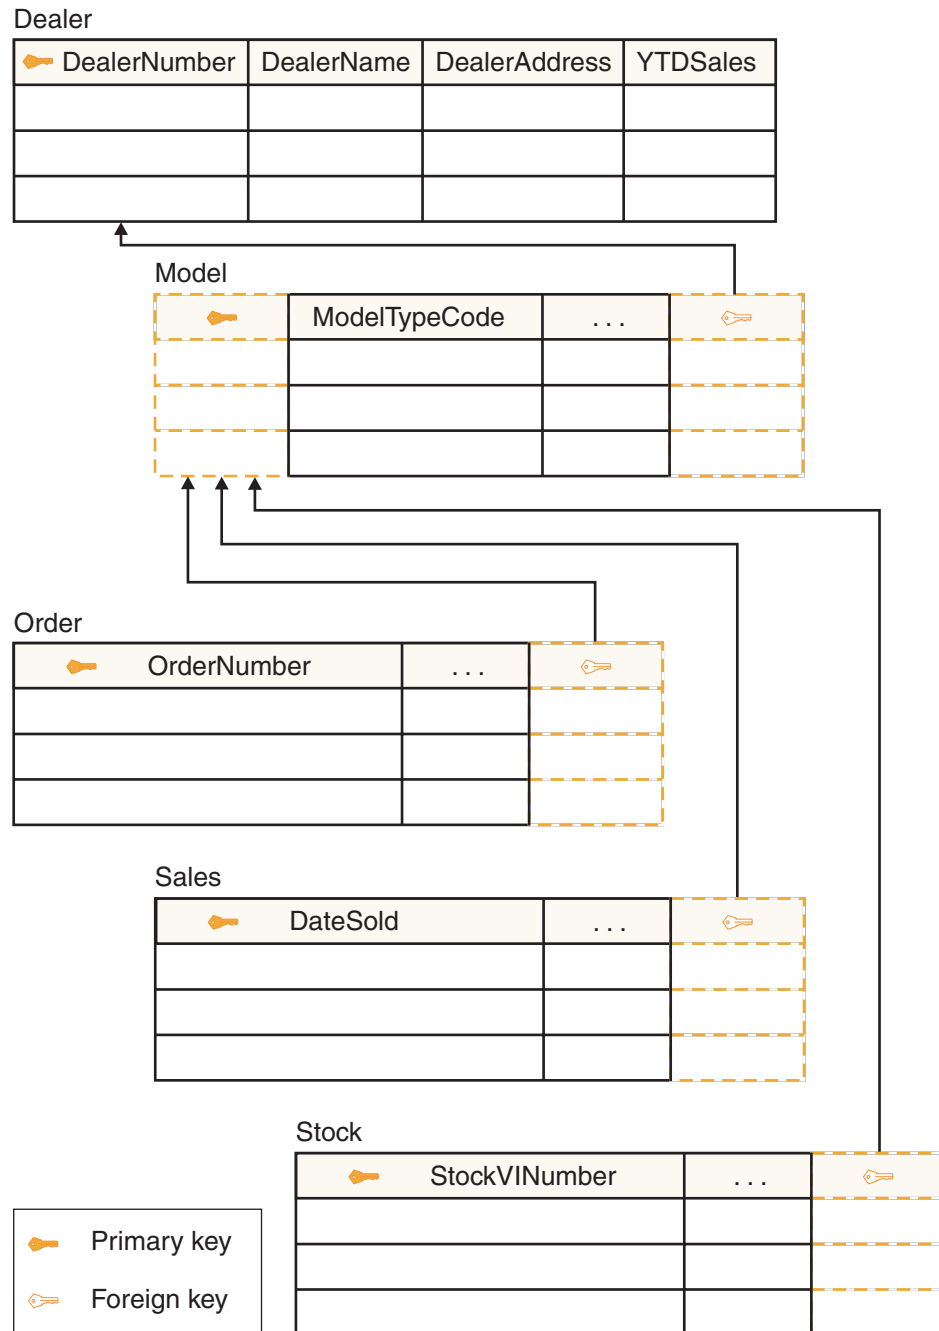 Dealer
DealerNumber DealerName DealerAddress YTDSales
Model
ModelTypeCode . . .
Order
OrderNumber . . .
Sales
DateSold . . .
Stock
StockVINumber . . .
Primary key
Foreign key